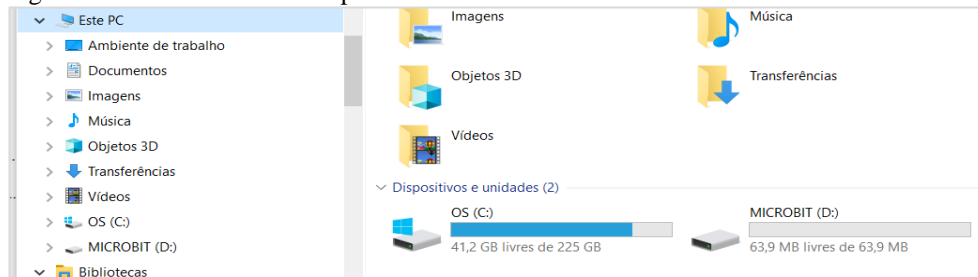 Este PC
Ambiente de trabalho
Documentos
Imagens
Música
Objetos 3D
Transferências
Vídeos
OS (C:)
MICROBIT (D:)
Bibliotecas
Imagens
Música
Objetos 3D
Transferências
Vídeos
Dispositivos e unidades (2)
OS (C:)
41,2 GB livres de 225 GB
MICROBIT (D:)
63,9 MB livres de 63,9 MB